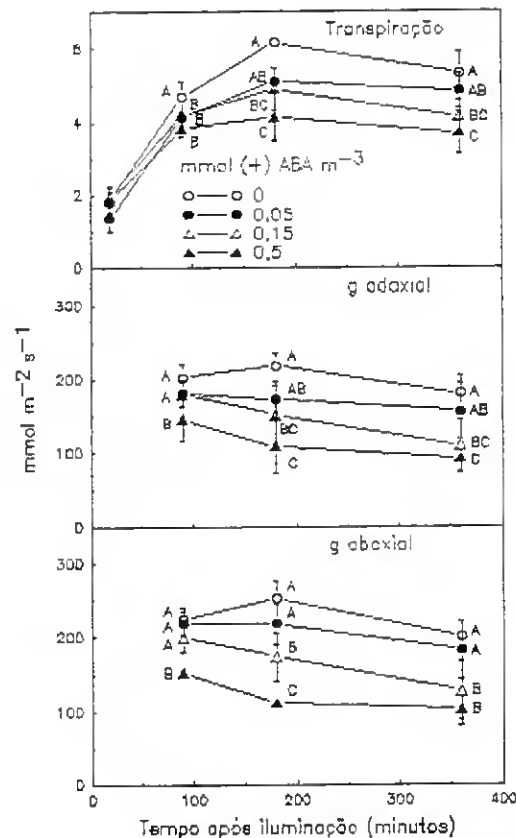 Transpiração
6
4
2
0
A
A
A
B
B
B
AB
AB
BC
BC
C
C
mmol (+) ABA m⁻³
0
0,05
0,15
0,5
g adaxial
300
200
100
0
A
A
B
A
AB
BC
C
A
AB
BC
C
mmol m-2 s-1
g abaxial
300
200
100
0
A
A
A
B
A
A
B
C
A
A
B
B
0 100 200 300 400
Tempo após iluminação (minutos)